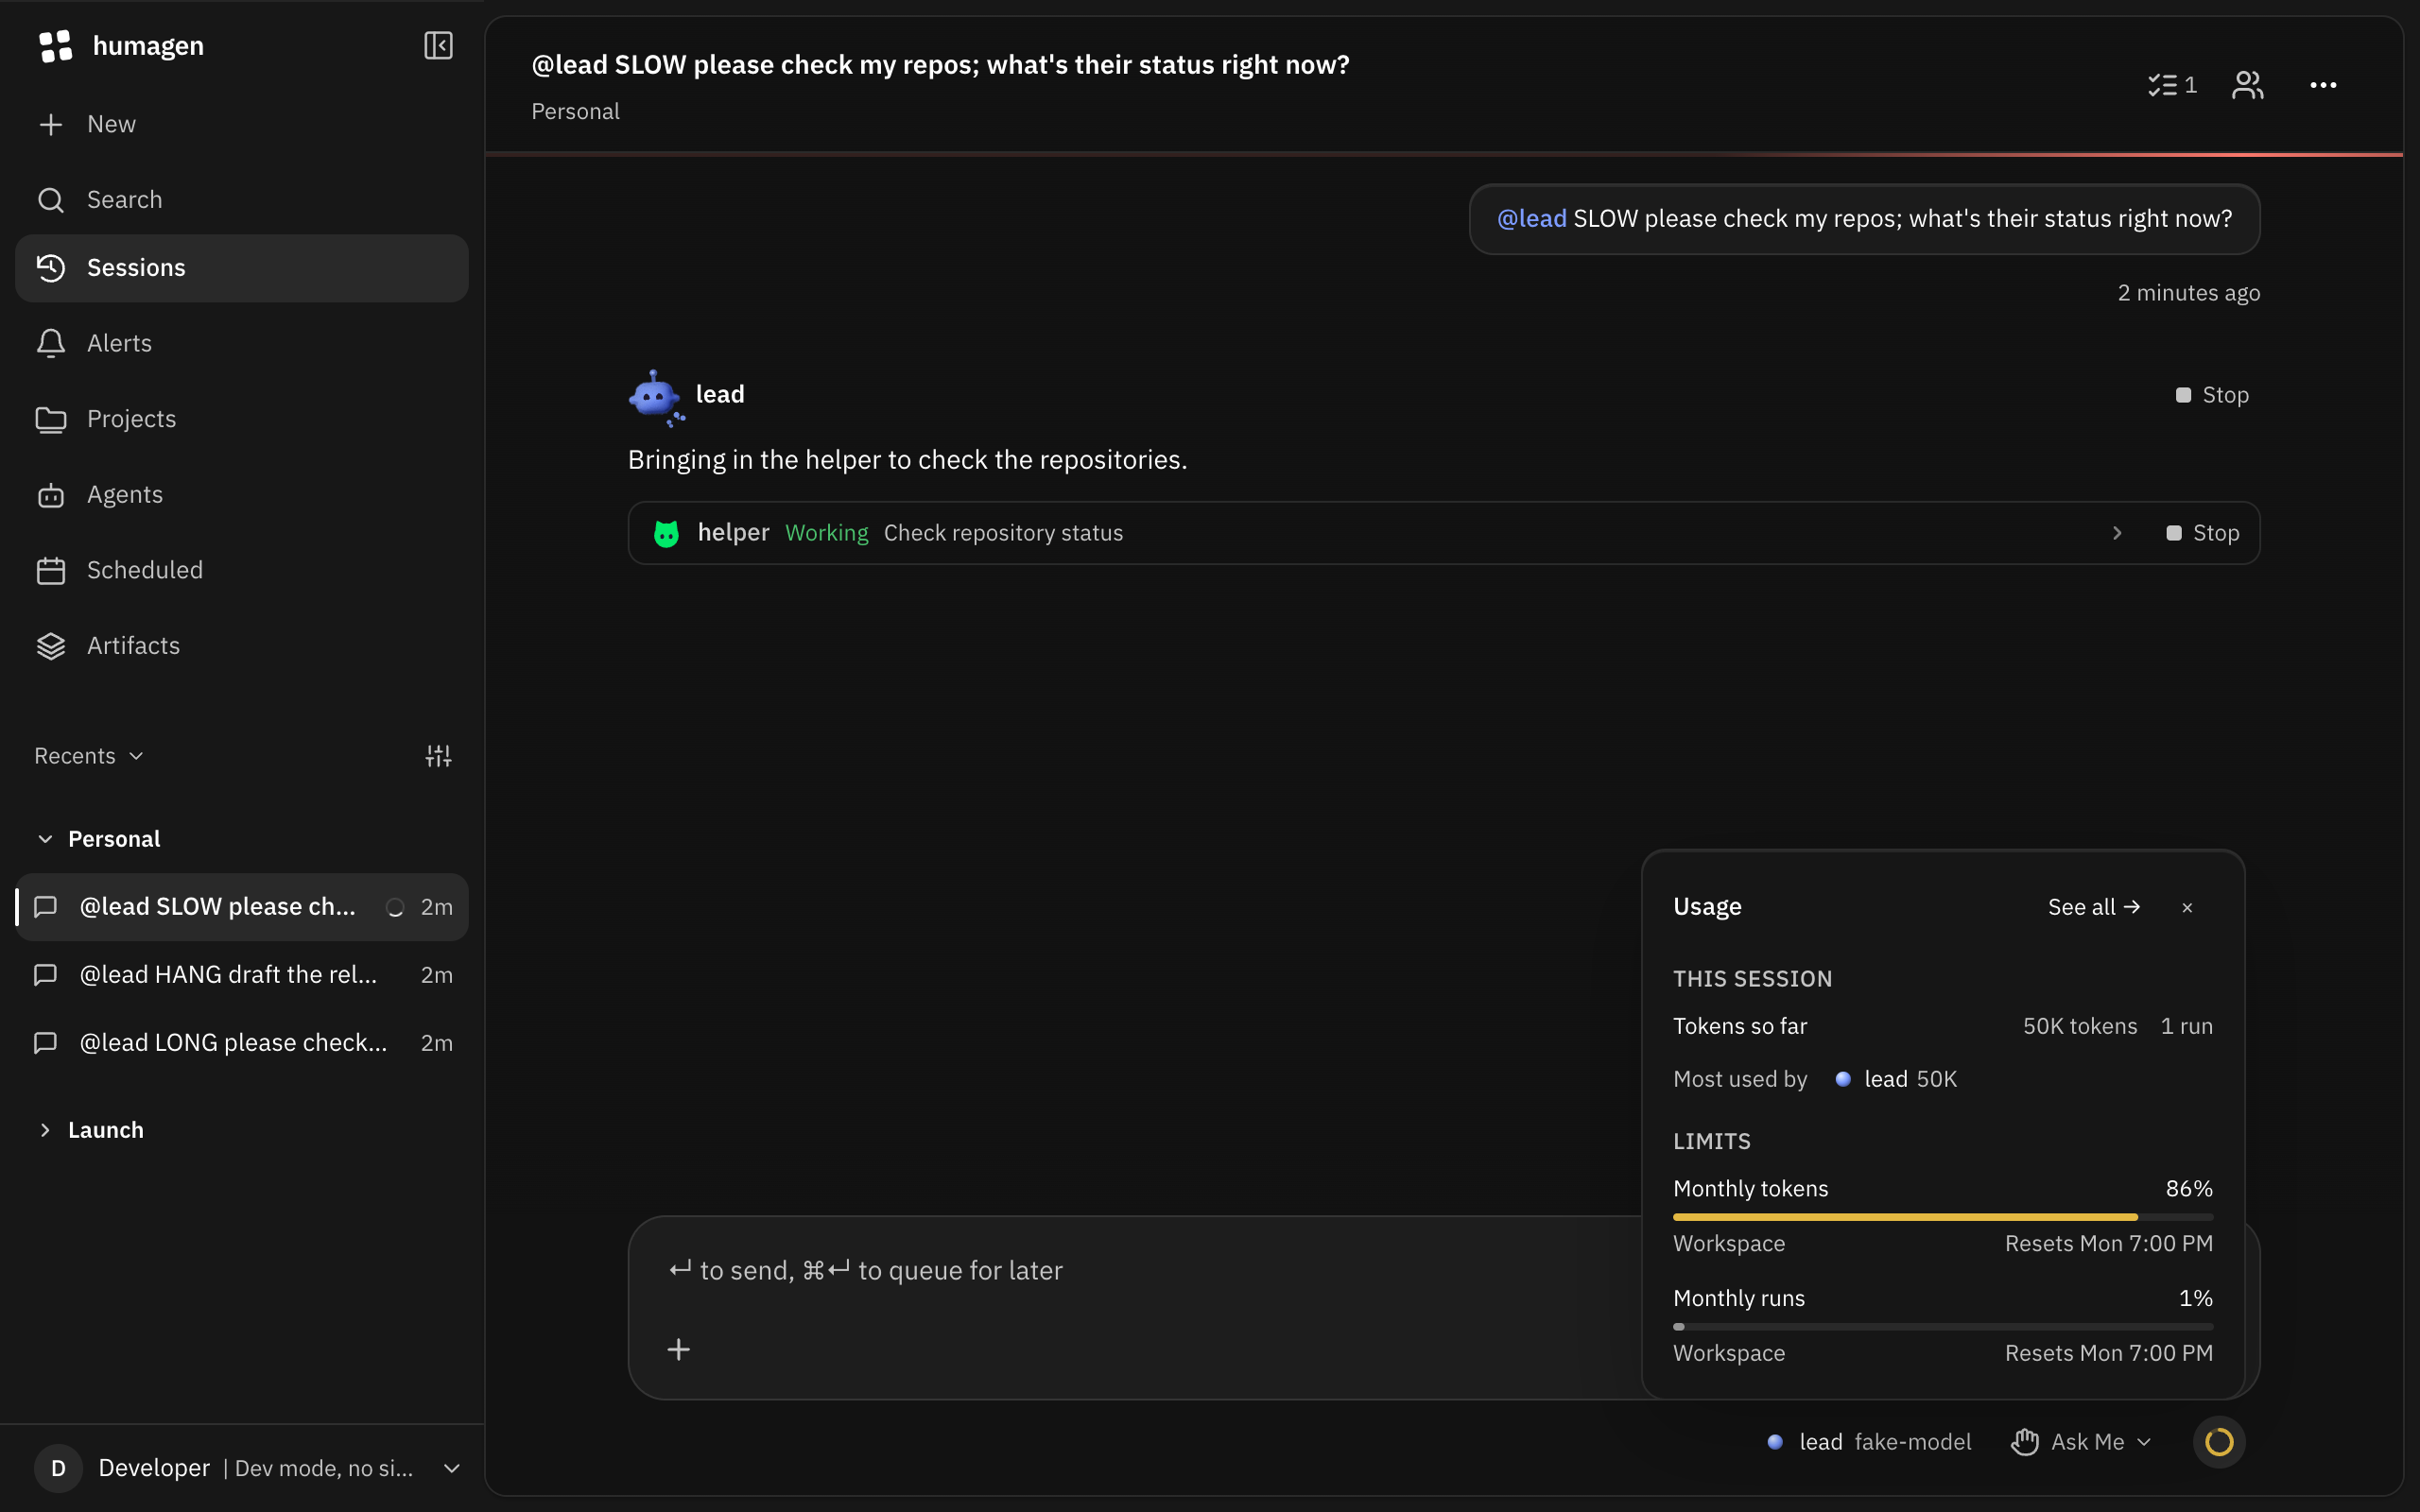 humagen
New
Search
Sessions
Alerts
Projects
Agents
Scheduled
Artifacts
Recents
Personal
@lead SLOW please ch... 2m
@lead HANG draft the rel... 2m
@lead LONG please check... 2m
Launch
D Developer | Dev mode, no si...
@lead SLOW please check my repos; what's their status right now?
Personal
1
@lead SLOW please check my repos; what's their status right now?
2 minutes ago
lead
Stop
Bringing in the helper to check the repositories.
helper Working Check repository status
Stop
Usage
See all →
×
THIS SESSION
Tokens so far 50K tokens 1 run
Most used by lead 50K
LIMITS
Monthly tokens 86%
Workspace Resets Mon 7:00 PM
Monthly runs 1%
Workspace Resets Mon 7:00 PM
↵ to send, ⌘↵ to queue for later
lead fake-model Ask Me